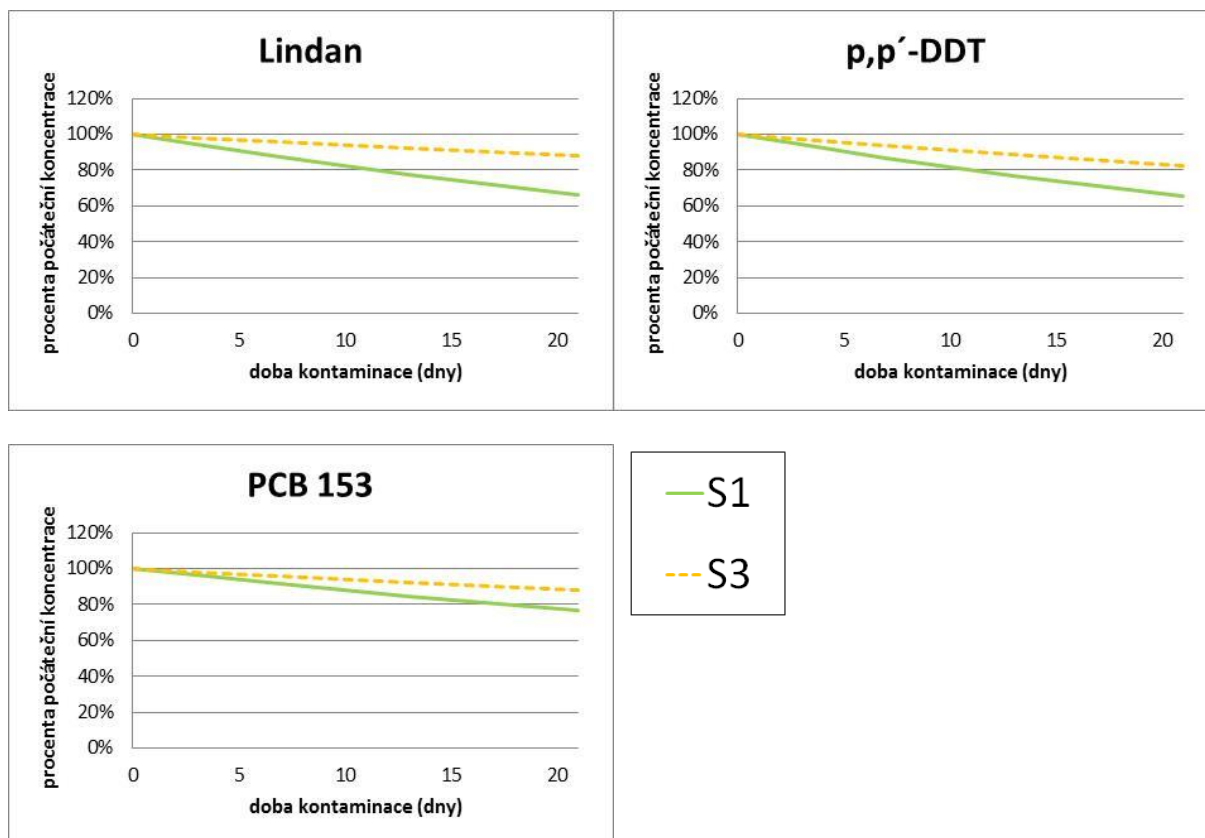 Lindan
120%
100%
80%
60%
40%
20%
0%
procenta počáteční koncentrace
0 5 10 15 20
doba kontaminace (dny)
p,p´-DDT
120%
100%
80%
60%
40%
20%
0%
procenta počáteční koncentrace
0 5 10 15 20
doba kontaminace (dny)
PCB 153
120%
100%
80%
60%
40%
20%
0%
procenta počáteční koncentrace
0 5 10 15 20
doba kontaminace (dny)
S1
S3